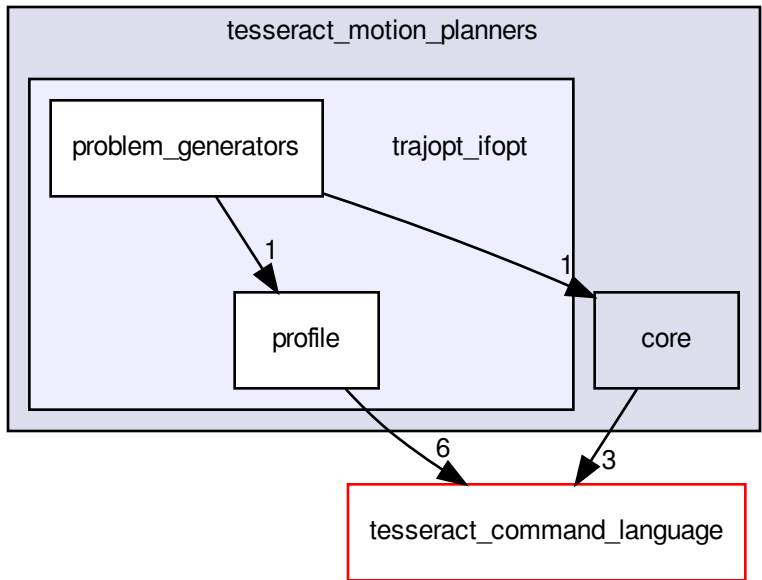 tesseract_motion_planners
problem_generators
trajopt_ifopt
1
1
profile
core
6
3
tesseract_command_language